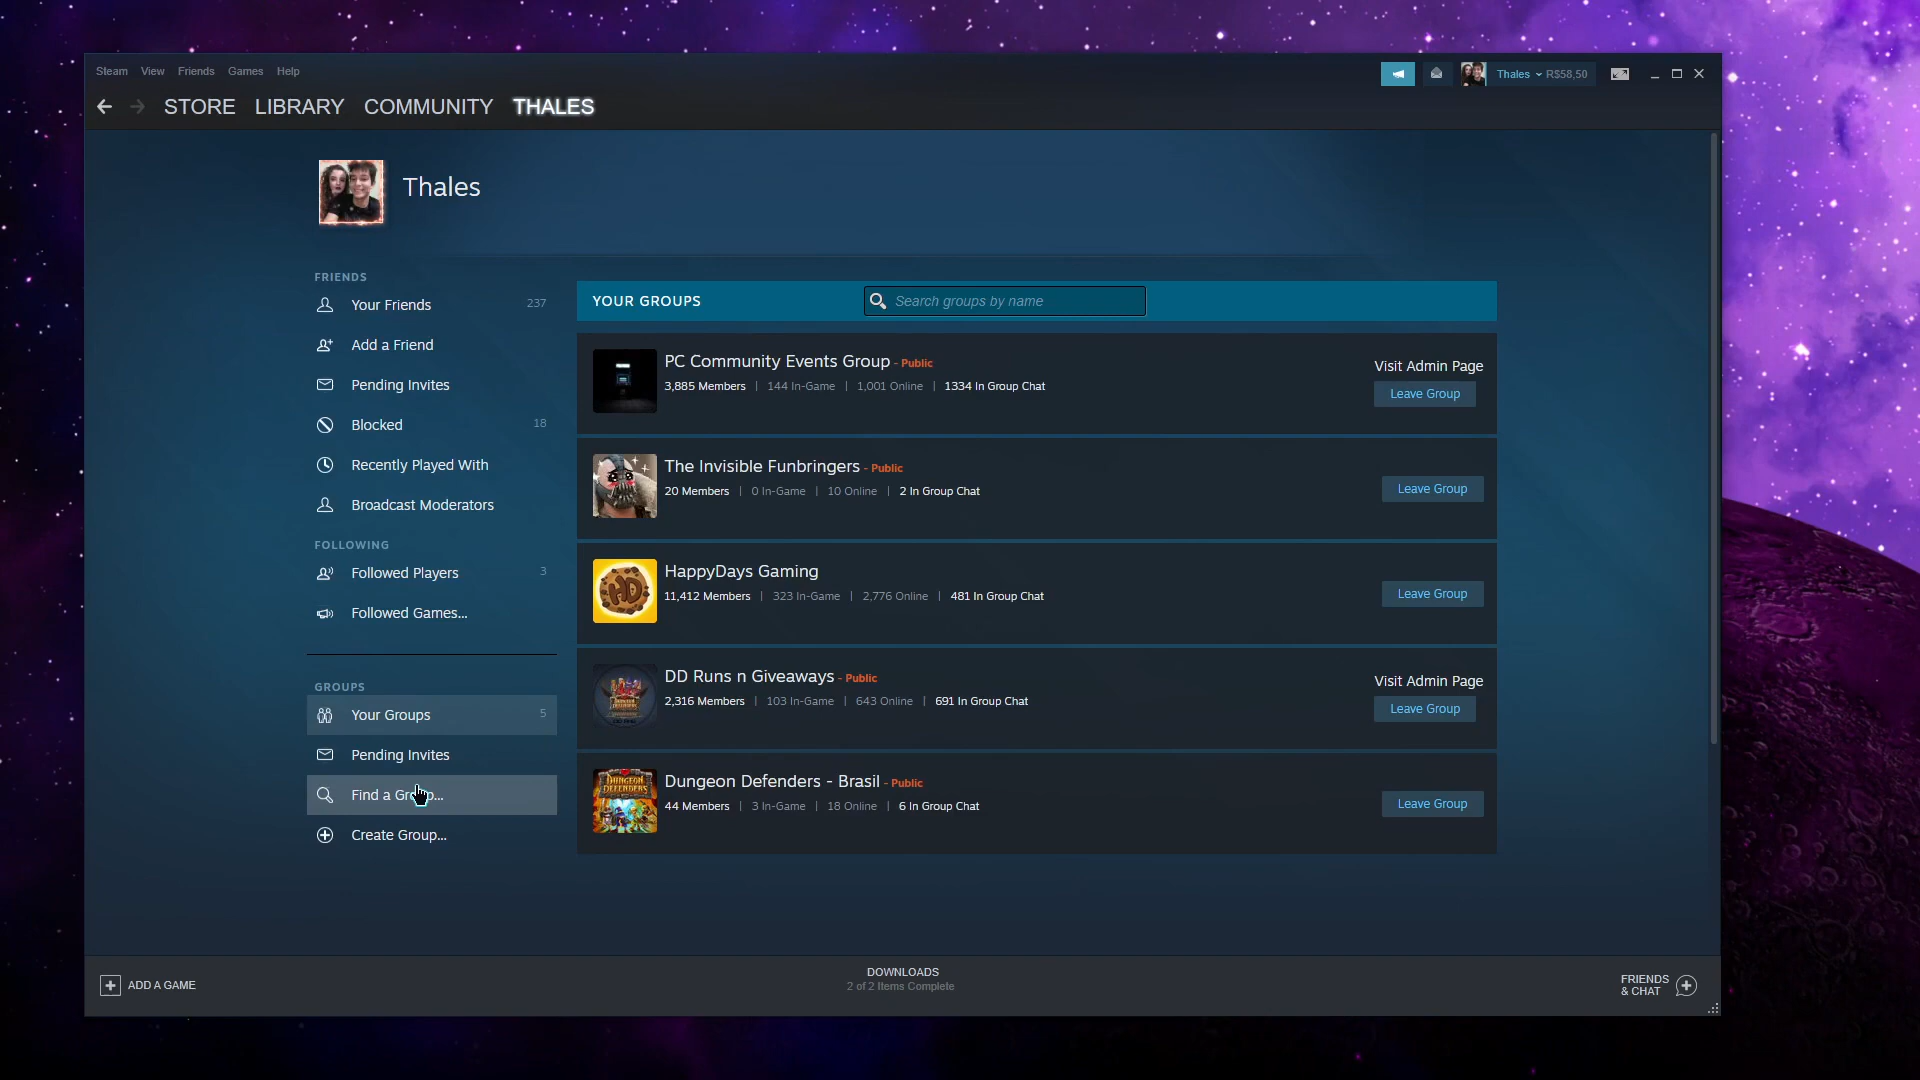 Steam View Friends Games Help
Thales R$58,50
STORE LIBRARY COMMUNITY THALES
Thales
FRIENDS
Your Friends 237
Add a Friend
Pending Invites
Blocked 18
Recently Played With
Broadcast Moderators
FOLLOWING
Followed Players 3
Followed Games...
GROUPS
Your Groups 5
Pending Invites
Find a Gr p...
Create Group...
YOUR GROUPS Search groups by name
PC Community Events Group - Public
3,885 Members | 144 In-Game | 1,001 Online | 1334 In Group Chat
Visit Admin Page
Leave Group
The Invisible Funbringers - Public
20 Members | 0 In-Game | 10 Online | 2 In Group Chat
Leave Group
HappyDays Gaming
11,412 Members | 323 In-Game | 2,776 Online | 481 In Group Chat
HD
Leave Group
DD Runs n Giveaways - Public
2,316 Members | 103 In-Game | 643 Online | 691 In Group Chat
Visit Admin Page
Leave Group
Dungeon Defenders - Brasil - Public
44 Members | 3 In-Game | 18 Online | 6 In Group Chat
DUNGEON
DEFENDERS
Leave Group
ADD A GAME
DOWNLOADS
2 of 2 Items Complete
FRIENDS
& CHAT